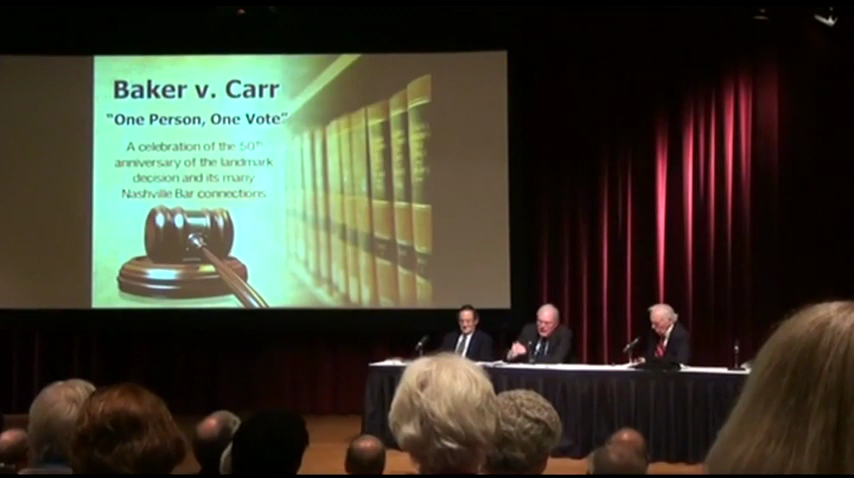 Baker v. Carr
“One Person, One Vote”
A celebration of the 50th
anniversary of the landmark
decision and its many
Nashville Bar connections